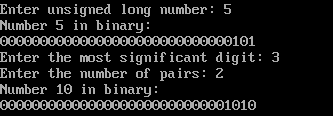 Enter unsigned long number: 5
Number 5 in binary:
00000000000000000000000000000101
Enter the most significant digit: 3
Enter the number of pairs: 2
Number 10 in binary:
00000000000000000000000000001010